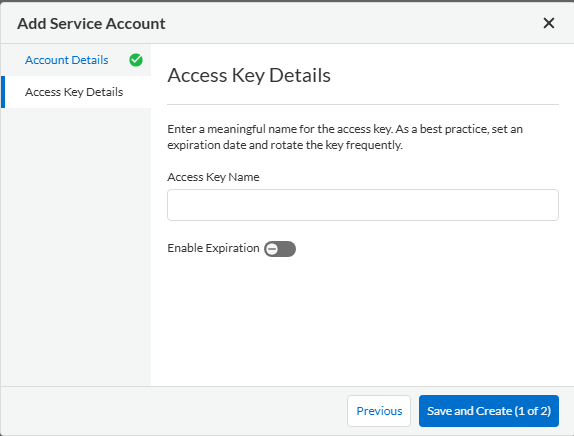 Add Service Account
Account Details
Access Key Details
Access Key Details
Enter a meaningful name for the access key. As a best practice, set an
expiration date and rotate the key frequently.
Access Key Name
Enable Expiration
Previous
Save and Create (1 of 2)